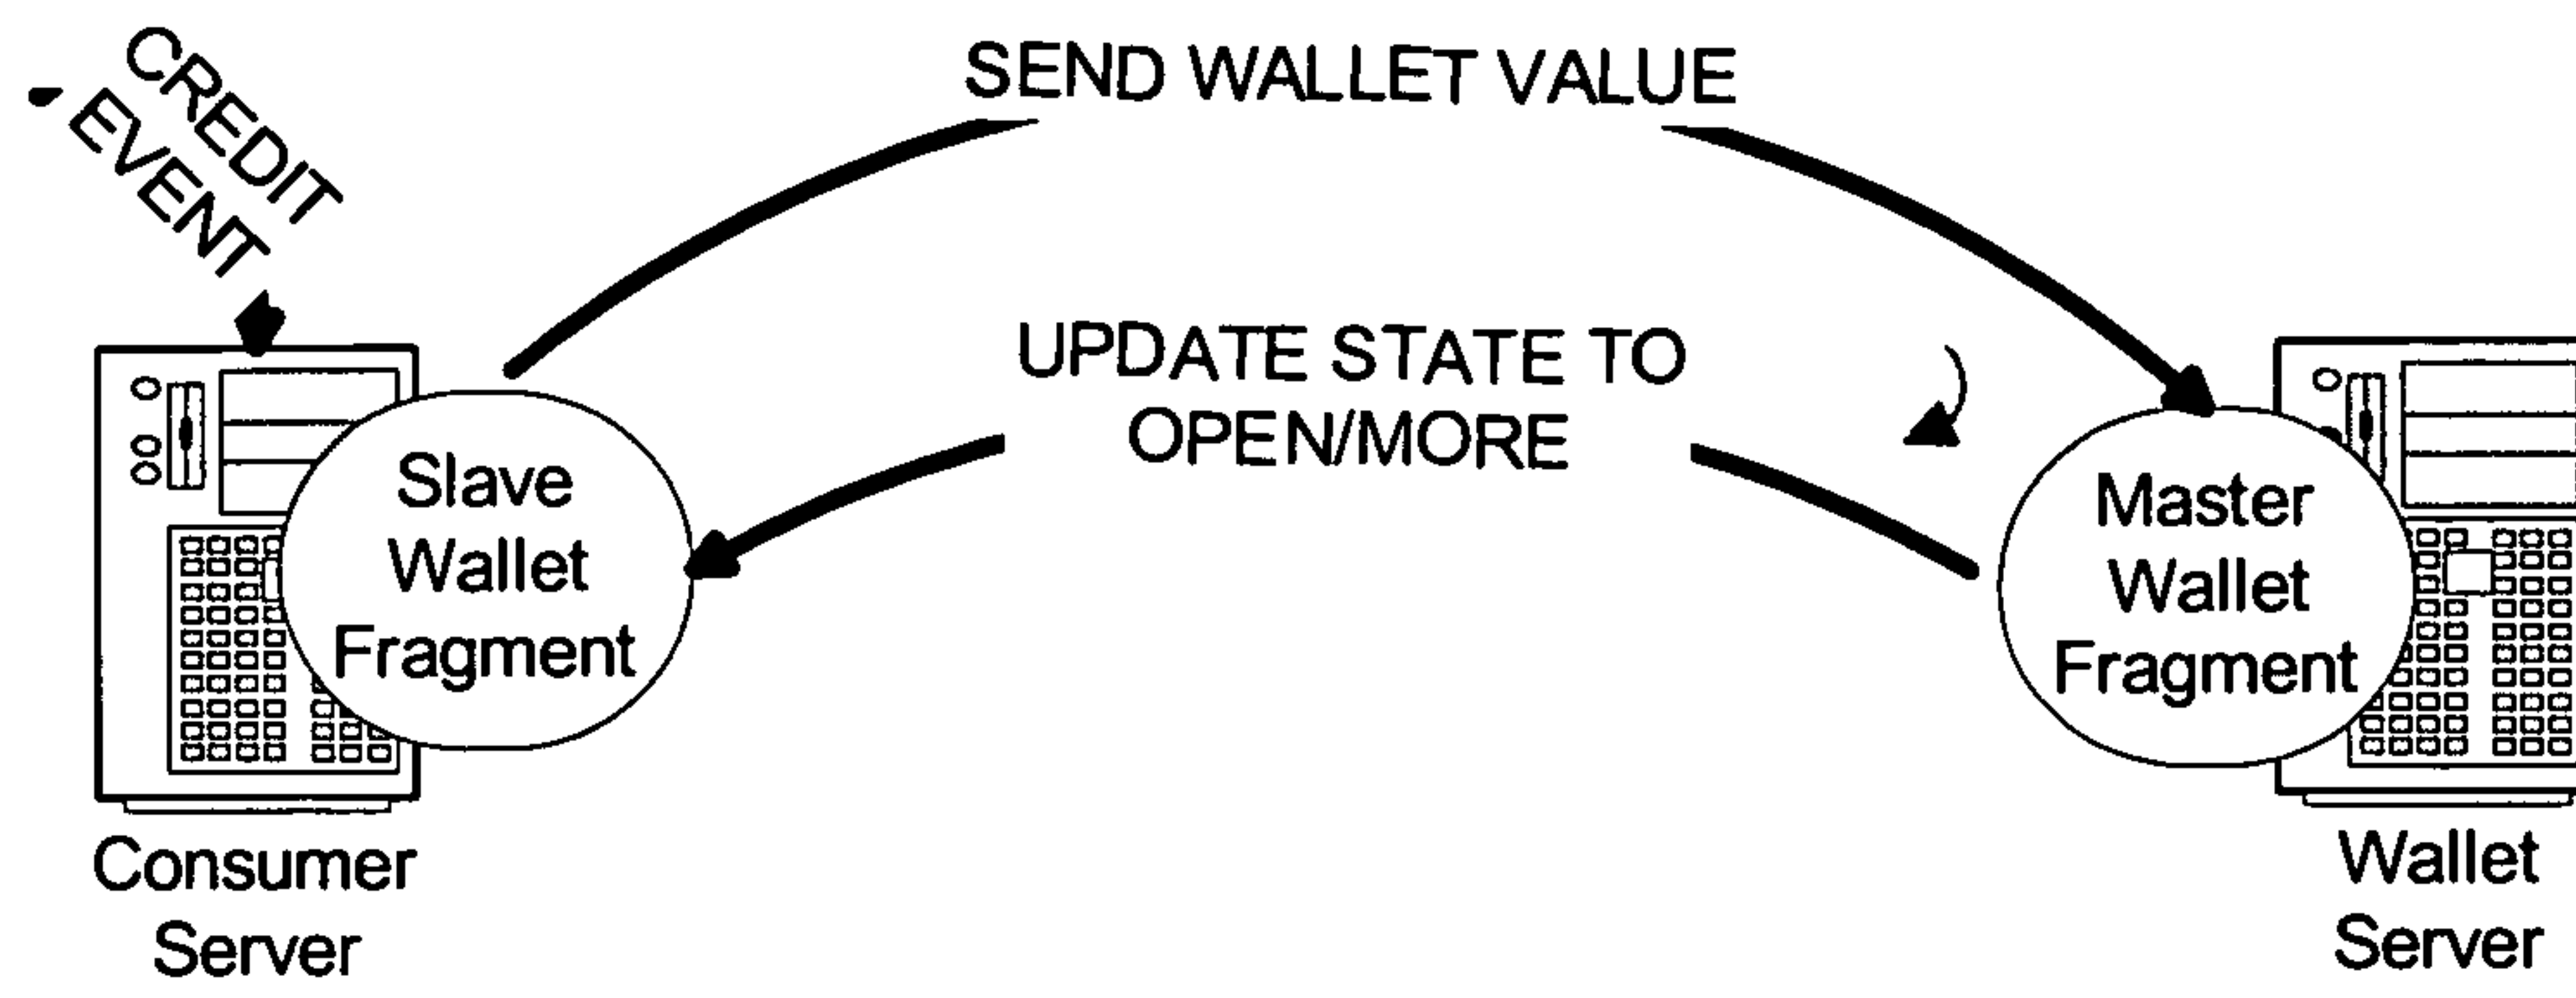 CREDIT
EVENT
SEND WALLET VALUE
UPDATE STATE TO
OPEN/MORE
Slave
Wallet
Fragment
Master
Wallet
Fragment
Consumer
Server
Wallet
Server